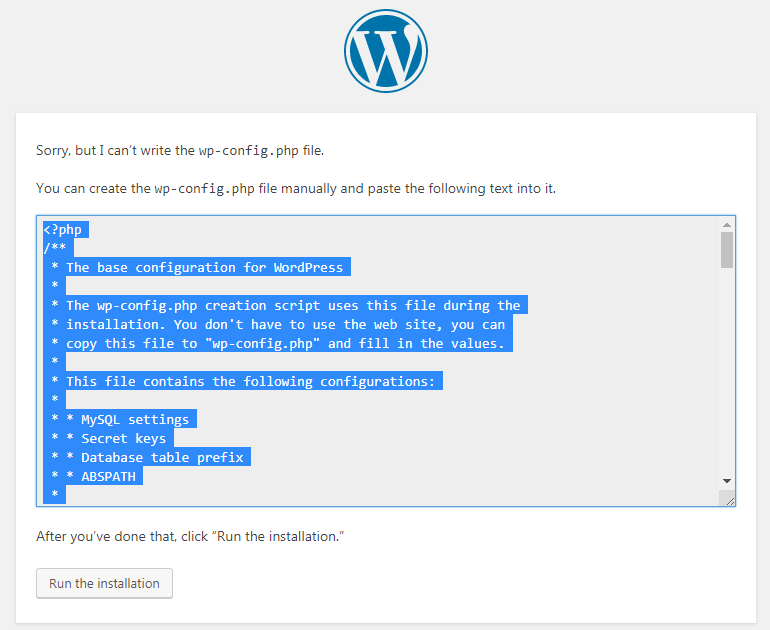 W
Sorry, but I can't write the wp-config.php file.
You can create the wp-config.php file manually and paste the following text into it.
<?php
/**
 * The base configuration for WordPress
 *
 * The wp-config.php creation script uses this file during the
 * installation. You don't have to use the web site, you can
 * copy this file to "wp-config.php" and fill in the values.
 *
 * This file contains the following configurations:
 *
 * * MySQL settings
 * * Secret keys
 * * Database table prefix
 * * ABSPATH
 *
After you've done that, click “Run the installation.”
Run the installation